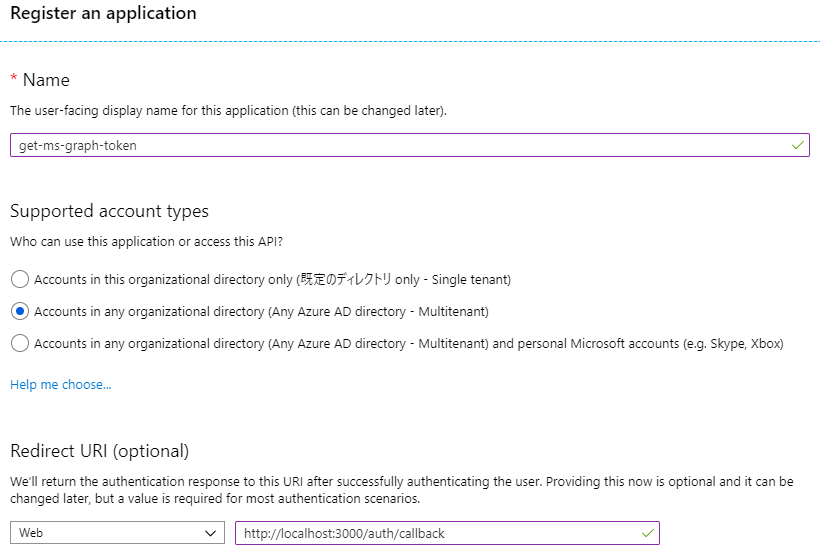 Register an application
* Name
The user-facing display name for this application (this can be changed later).
get-ms-graph-token
Supported account types
Who can use this application or access this API?
Accounts in this organizational directory only (既定のディレクトリ only - Single tenant)
Accounts in any organizational directory (Any Azure AD directory - Multitenant)
Accounts in any organizational directory (Any Azure AD directory - Multitenant) and personal Microsoft accounts (e.g. Skype, Xbox)
Help me choose...
Redirect URI (optional)
We'll return the authentication response to this URI after successfully authenticating the user. Providing this now is optional and it can be
changed later, but a value is required for most authentication scenarios.
Web http://localhost:3000/auth/callback